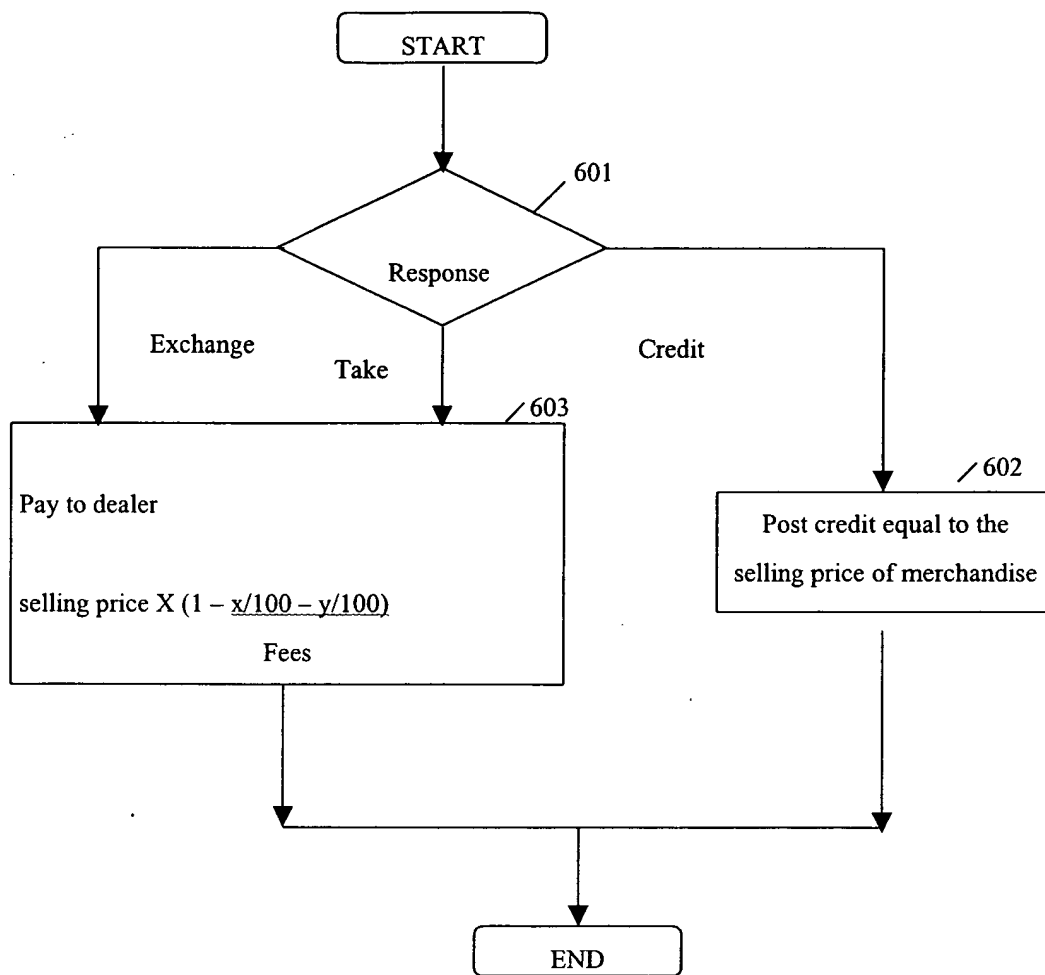 START
601
Response
Exchange
Take
Credit
603
602
Pay to dealer
selling price X (1 – x/100 – y/100)
Fees
Post credit equal to the
selling price of merchandise
END